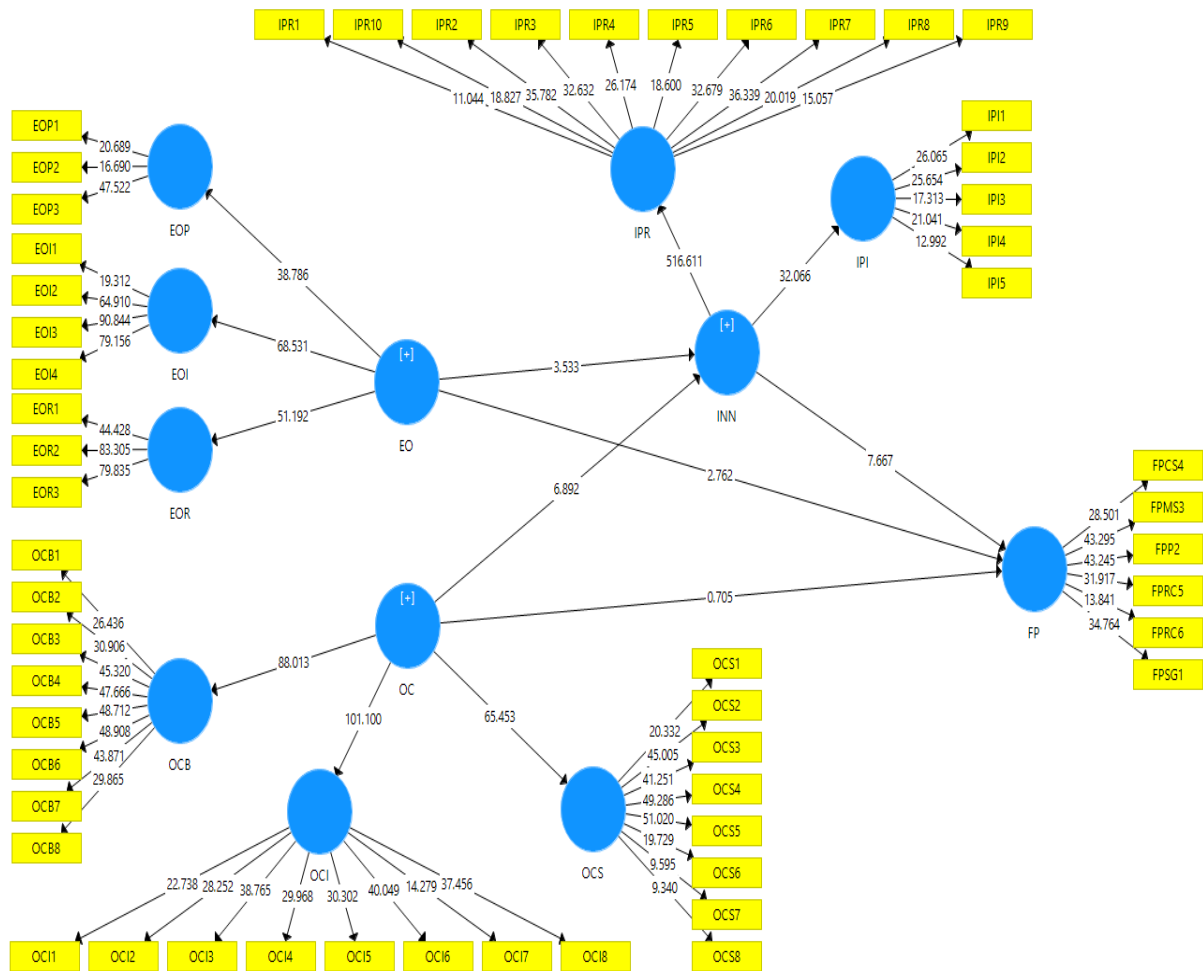 IPR1 IPR10 IPR2 IPR3 IPR4 IPR5 IPR6 IPR7 IPR8 IPR9
11.044 18.827 35.782 32.632 26.174 18.600 32.679 36.339 20.019 15.057
IPR
EOP1
EOP2
EOP3
20.689
16.690
47.522
EOP
EOI1
EOI2
EOI3
EOI4
19.312
64.910
90.844
79.156
EOI
EOR1
EOR2
EOR3
44.428
83.305
79.835
EOR
38.786
68.531
51.192
[+]
EO
IPI1
IPI2
IPI3
IPI4
IPI5
26.065
25.654
17.313
21.041
12.992
IPI
516.611
32.066
[+]
INN
3.533
2.762
6.892
7.667
0.705
FPCS4
FPMS3
FPP2
FPRC5
FPRC6
FPSG1
28.501
43.295
43.245
31.917
13.841
34.764
FP
OCB1
OCB2
OCB3
OCB4
OCB5
OCB6
OCB7
OCB8
26.436
30.906
45.320
47.666
48.712
48.908
43.871
29.865
OCB
[+]
OC
88.013
101.100
65.453
OCS1
OCS2
OCS3
OCS4
OCS5
OCS6
OCS7
OCS8
20.332
45.005
41.251
49.286
51.020
19.729
9.595
9.340
OCS
OCI
22.738 28.252 38.765 29.968 30.302 40.049 14.279 37.456
OCI1 OCI2 OCI3 OCI4 OCI5 OCI6 OCI7 OCI8